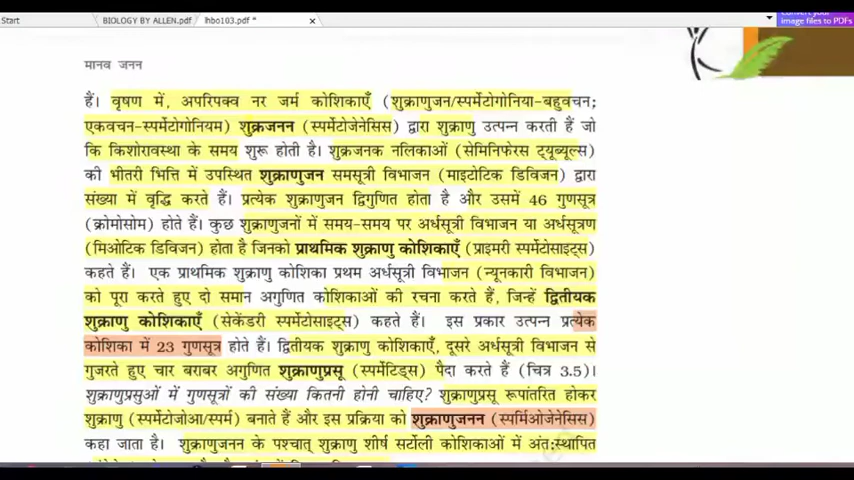 Start
BIOLOGY BY ALLEN.pdf
lhbo103.pdf *
Convert your
image files to PDFs
मानव जनन
हैं। वृषण में, अपरिपक्व नर जर्म कोशिकाएँ (शुक्राणुजन/स्पर्मेटोगोनिया-बहुवचन;
एकवचन-स्पर्मेटोगोनियम) शुक्रजनन (स्पर्मेटोजेनेसिस) द्वारा शुक्राणु उत्पन्न करती हैं जो
कि किशोरावस्था के समय शुरू होती है। शुक्रजनक नलिकाओं (सेमिनिफेरस ट्यूब्यूल्स)
की भीतरी भित्ति में उपस्थित शुक्राणुजन समसूत्री विभाजन (माइटोटिक डिविजन) द्वारा
संख्या में वृद्धि करते हैं। प्रत्येक शुक्राणुजन द्विगुणित होता है और उसमें 46 गुणसूत्र
(क्रोमोसोम) होते हैं। कुछ शुक्राणुजनों में समय-समय पर अर्धसूत्री विभाजन या अर्धसूत्रण
(मिओटिक डिविजन) होता है जिनको प्राथमिक शुक्राणु कोशिकाएँ (प्राइमरी स्पर्मेटोसाइट्स)
कहते हैं। एक प्राथमिक शुक्राणु कोशिका प्रथम अर्धसूत्री विभाजन (न्यूनकारी विभाजन)
को पूरा करते हुए दो समान अगुणित कोशिकाओं की रचना करते हैं, जिन्हें द्वितीयक
शुक्राणु कोशिकाएँ (सेकेंडरी स्पर्मेटोसाइट्स) कहते हैं। इस प्रकार उत्पन्न प्रत्येक
कोशिका में 23 गुणसूत्र होते हैं। द्वितीयक शुक्राणु कोशिकाएँ, दूसरे अर्धसूत्री विभाजन से
गुजरते हुए चार बराबर अगुणित शुक्राणुप्रसू (स्पर्मेटिड्स) पैदा करते हैं (चित्र 3.5)।
शुक्राणुप्रसुओं में गुणसूत्रों की संख्या कितनी होनी चाहिए? शुक्राणुप्रसू रूपांतरित होकर
शुक्राणु (स्पर्मेटोजोआ/स्पर्म) बनाते हैं और इस प्रक्रिया को शुक्राणुजनन (स्पर्मिओजेनेसिस)
कहा जाता है। शुक्राणुजनन के पश्चात् शुक्राणु शीर्ष सर्टोली कोशिकाओं में अंतःस्थापित